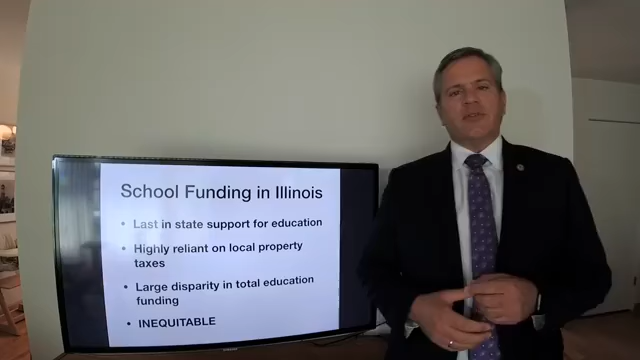 School Funding in Illinois
• Last in state support for education
• Highly reliant on local property
taxes
• Large disparity in total education
funding
• INEQUITABLE